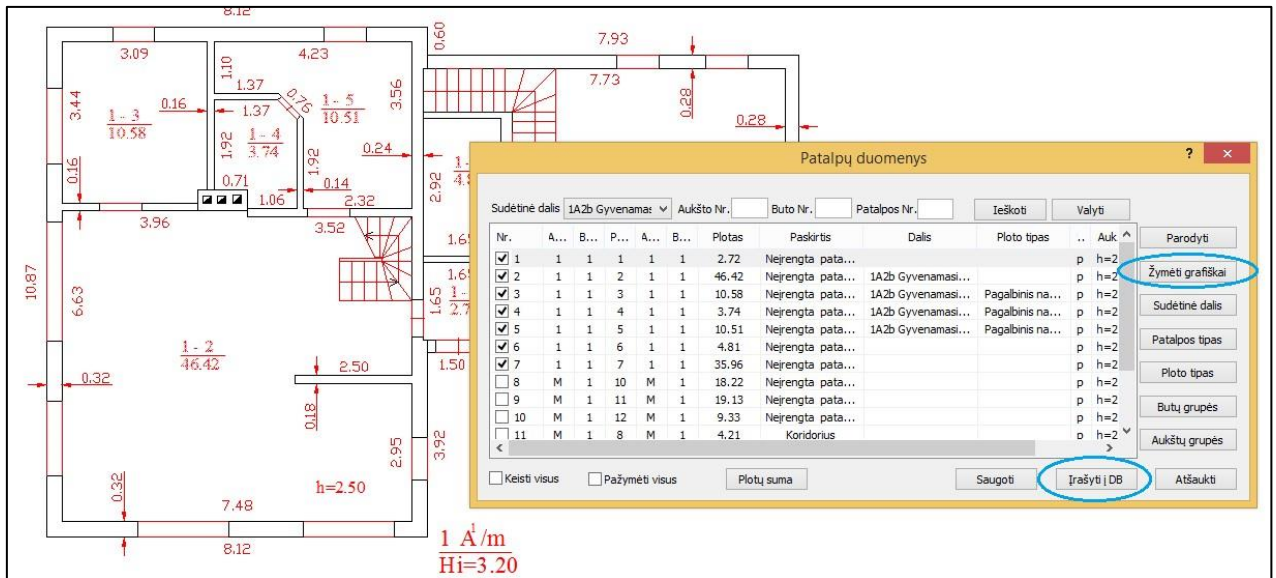 8.12
7.93
0.60
3.09
4.23
7.73
1.10
1.37
0.76
3.44
0.16
1.37
1 - 5
10.51
3.56
0.28
0.28
1 - 3
10.58
1 - 4
3.74
1.92
1.92
0.24
0.16
0.71
1.06
0.14
2.32
2.92
3.96
3.52
10.87
6.63
1.65
1 - 2
46.42
2.50
1.50
0.32
0.18
2.95
3.92
0.32
h=2.50
7.48
8.12
1 A¹/m
Hi=3.20
Patalpų duomenys
? ×
Sudėtinė dalis 1A2b Gyvenamas Aukšto Nr. Buto Nr. Patalpos Nr. Ieškoti Valyti
Nr. A... B... P... A... B... Plotas Paskirtis Dalis Ploto tipas .. Auk
1 1 1 1 1 1 2.72 Neįrengta pata... p h=2
2 1 1 2 1 1 46.42 Neįrengta pata... 1A2b Gyvenamasi... p h=2
3 1 1 3 1 1 10.58 Neįrengta pata... 1A2b Gyvenamasi... Pagalbinis na... p h=2
4 1 1 4 1 1 3.74 Neįrengta pata... 1A2b Gyvenamasi... Pagalbinis na... p h=2
5 1 1 5 1 1 10.51 Neįrengta pata... 1A2b Gyvenamasi... Pagalbinis na... p h=2
6 1 1 6 1 1 4.81 Neįrengta pata... p h=2
7 1 1 7 1 1 35.96 Neįrengta pata... p h=2
8 M 1 10 M 1 18.22 Neįrengta pata... p h=2
9 M 1 11 M 1 19.13 Neįrengta pata... p h=2
10 M 1 12 M 1 9.33 Neįrengta pata... p h=2
11 M 1 8 M 1 4.21 Koridorius p h=2
Parodyti
Žymėti grafiškai
Sudėtinė dalis
Patalpos tipas
Ploto tipas
Butų grupės
Aukštų grupės
Keisti visus Pažymėti visus Plotų suma Saugoti Įrašyti į DB Atšaukti